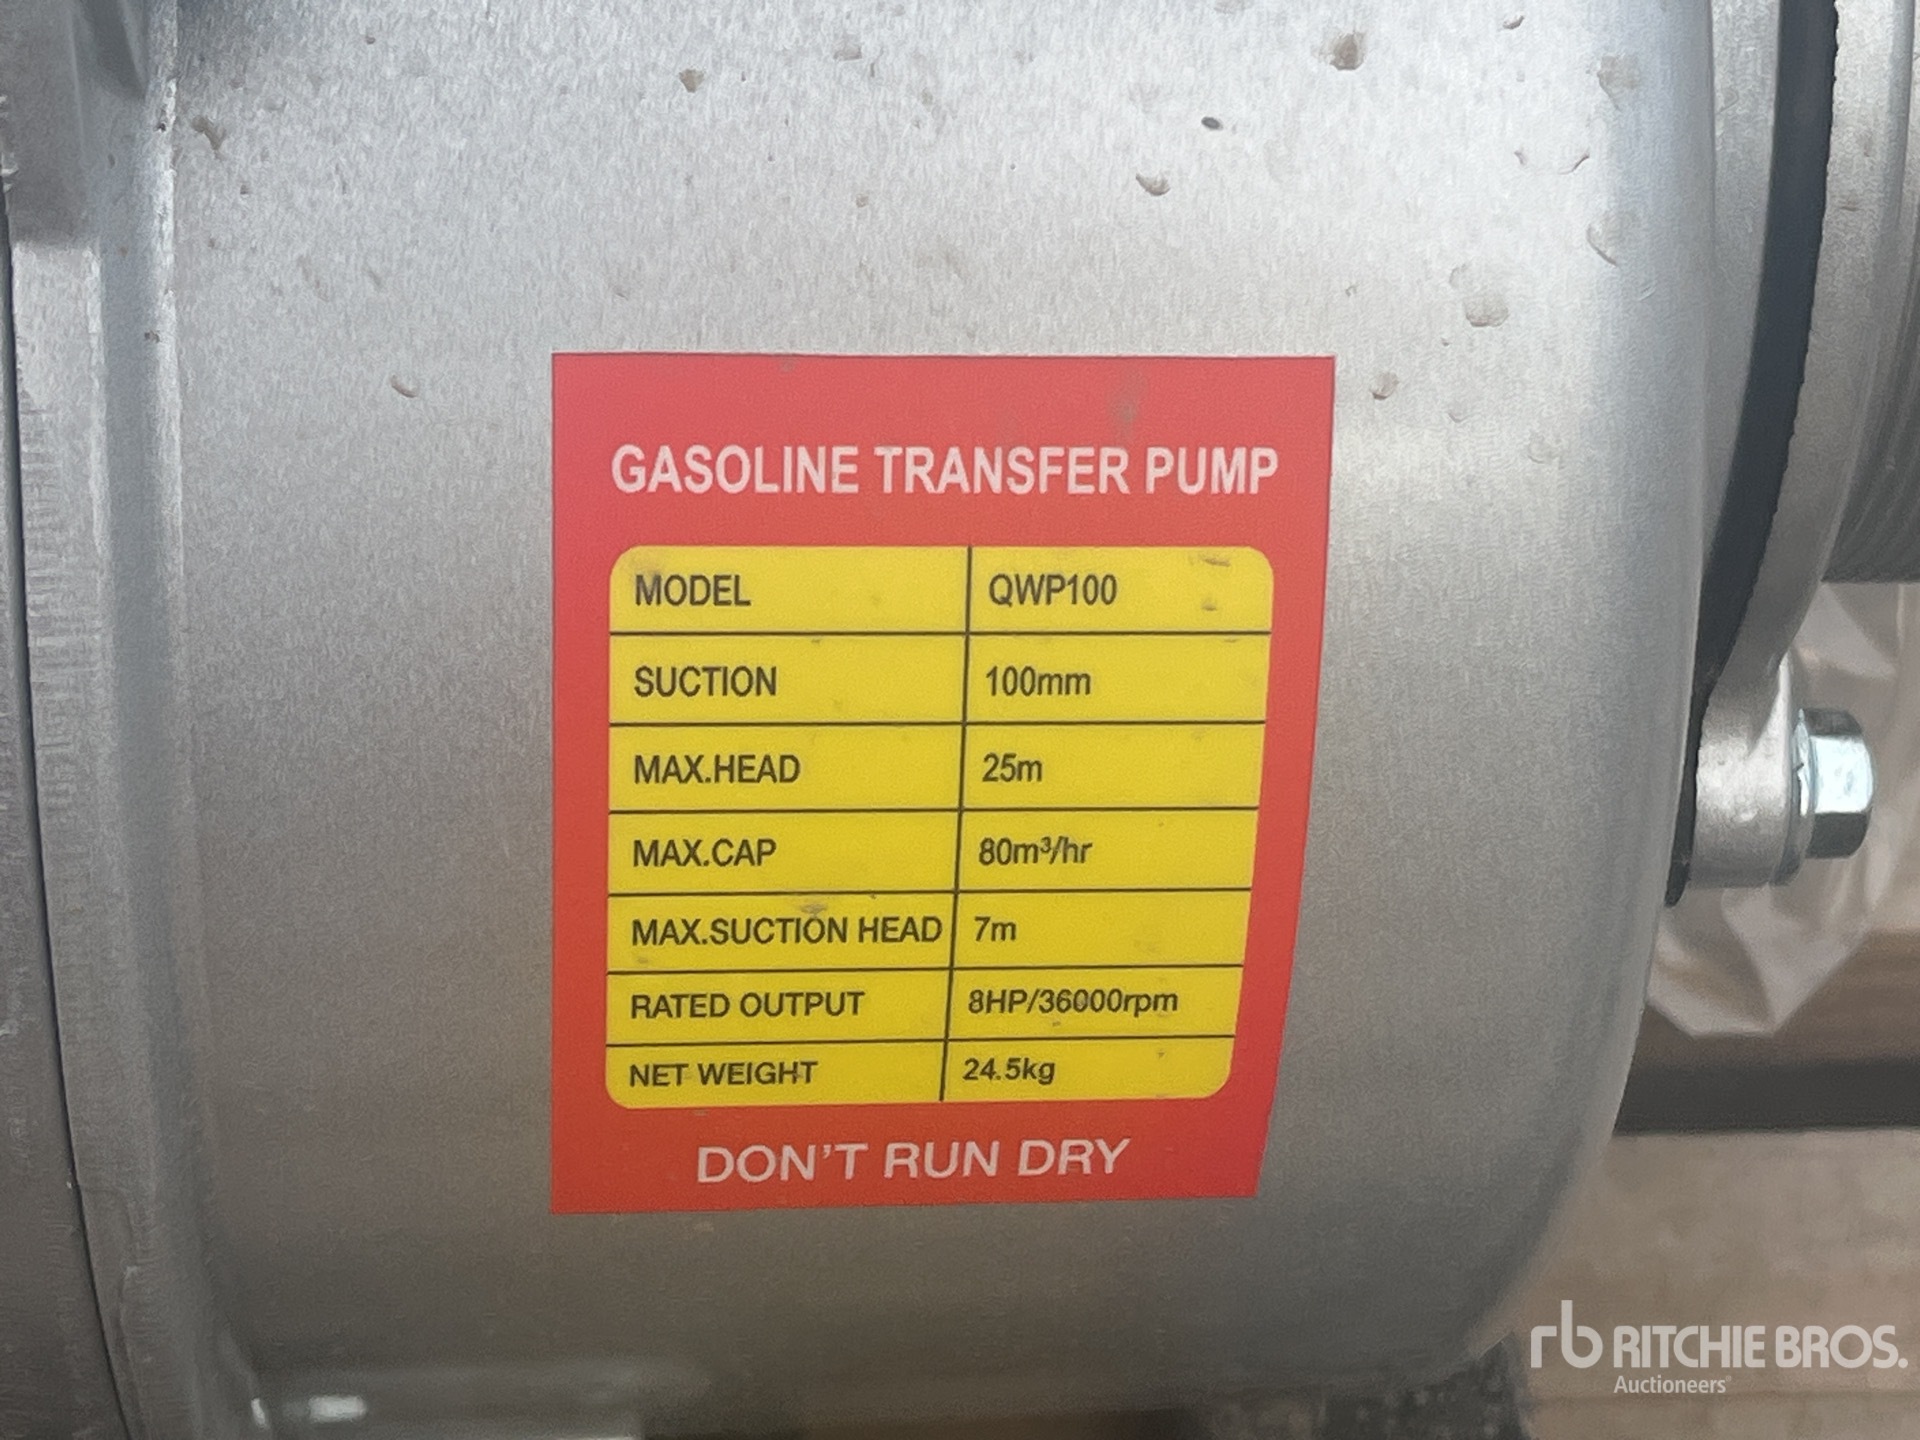 GASOLINE TRANSFER PUMP
MODEL QWP100
SUCTION 100mm
MAX.HEAD 25m
MAX.CAP 80m³/hr
MAX.SUCTION HEAD 7m
RATED OUTPUT 8HP/36000rpm
NET WEIGHT 24.5kg
DON'T RUN DRY
rb RITCHIE BROS.
Auctioneers